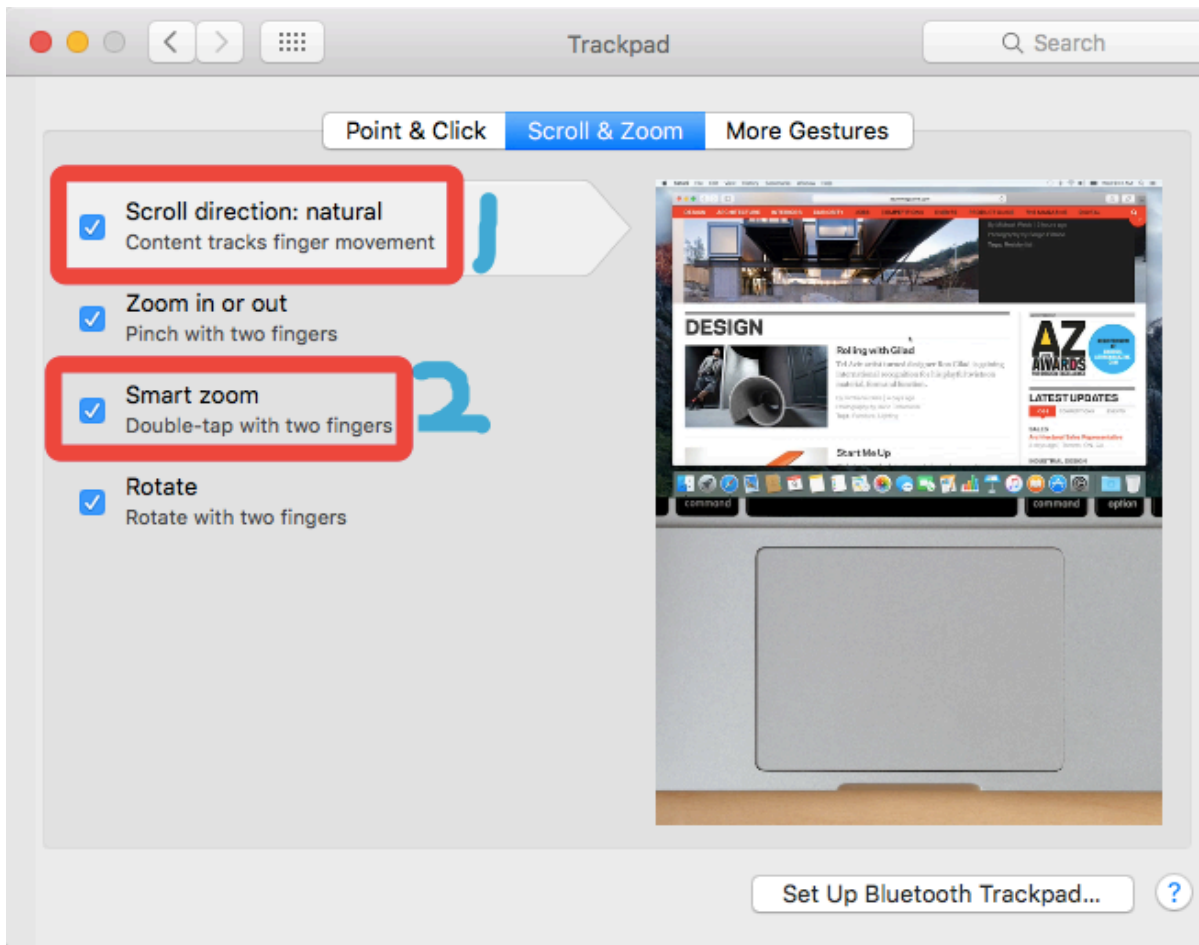 Trackpad
Search
Point & Click
Scroll & Zoom
More Gestures
Scroll direction: natural
Content tracks finger movement
1
Zoom in or out
Pinch with two fingers
Smart zoom
Double-tap with two fingers
2
Rotate
Rotate with two fingers
DESIGN
Rolling with Gilad
Start Me Up
AZ
AWARDS
LATEST UPDATES
command
command
option
Set Up Bluetooth Trackpad...
?